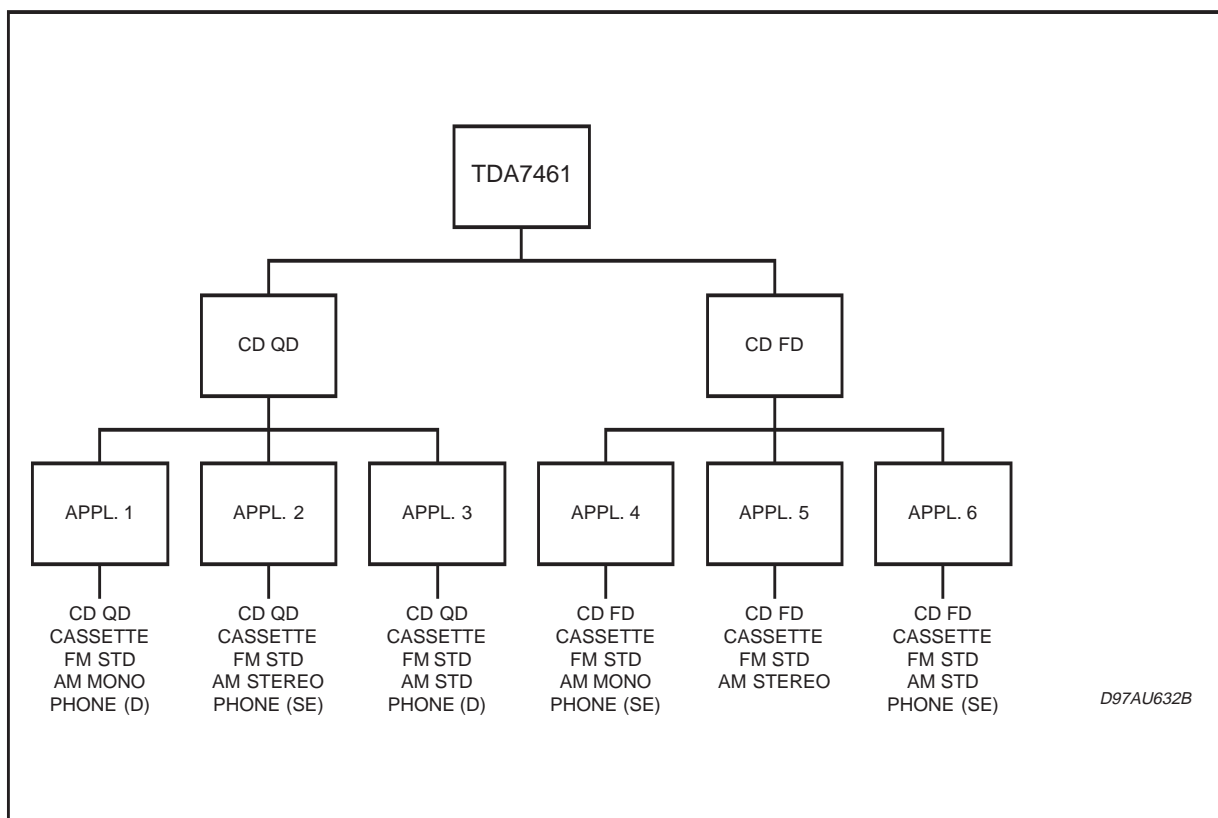 TDA7461
CD QD
CD FD
APPL. 1
APPL. 2
APPL. 3
APPL. 4
APPL. 5
APPL. 6
CD QD
CASSETTE
FM STD
AM MONO
PHONE (D)
CD QD
CASSETTE
FM STD
AM STEREO
PHONE (SE)
CD QD
CASSETTE
FM STD
AM STD
PHONE (D)
CD FD
CASSETTE
FM STD
AM MONO
PHONE (SE)
CD FD
CASSETTE
FM STD
AM STEREO
CD FD
CASSETTE
FM STD
AM STD
PHONE (SE)
D97AU632B